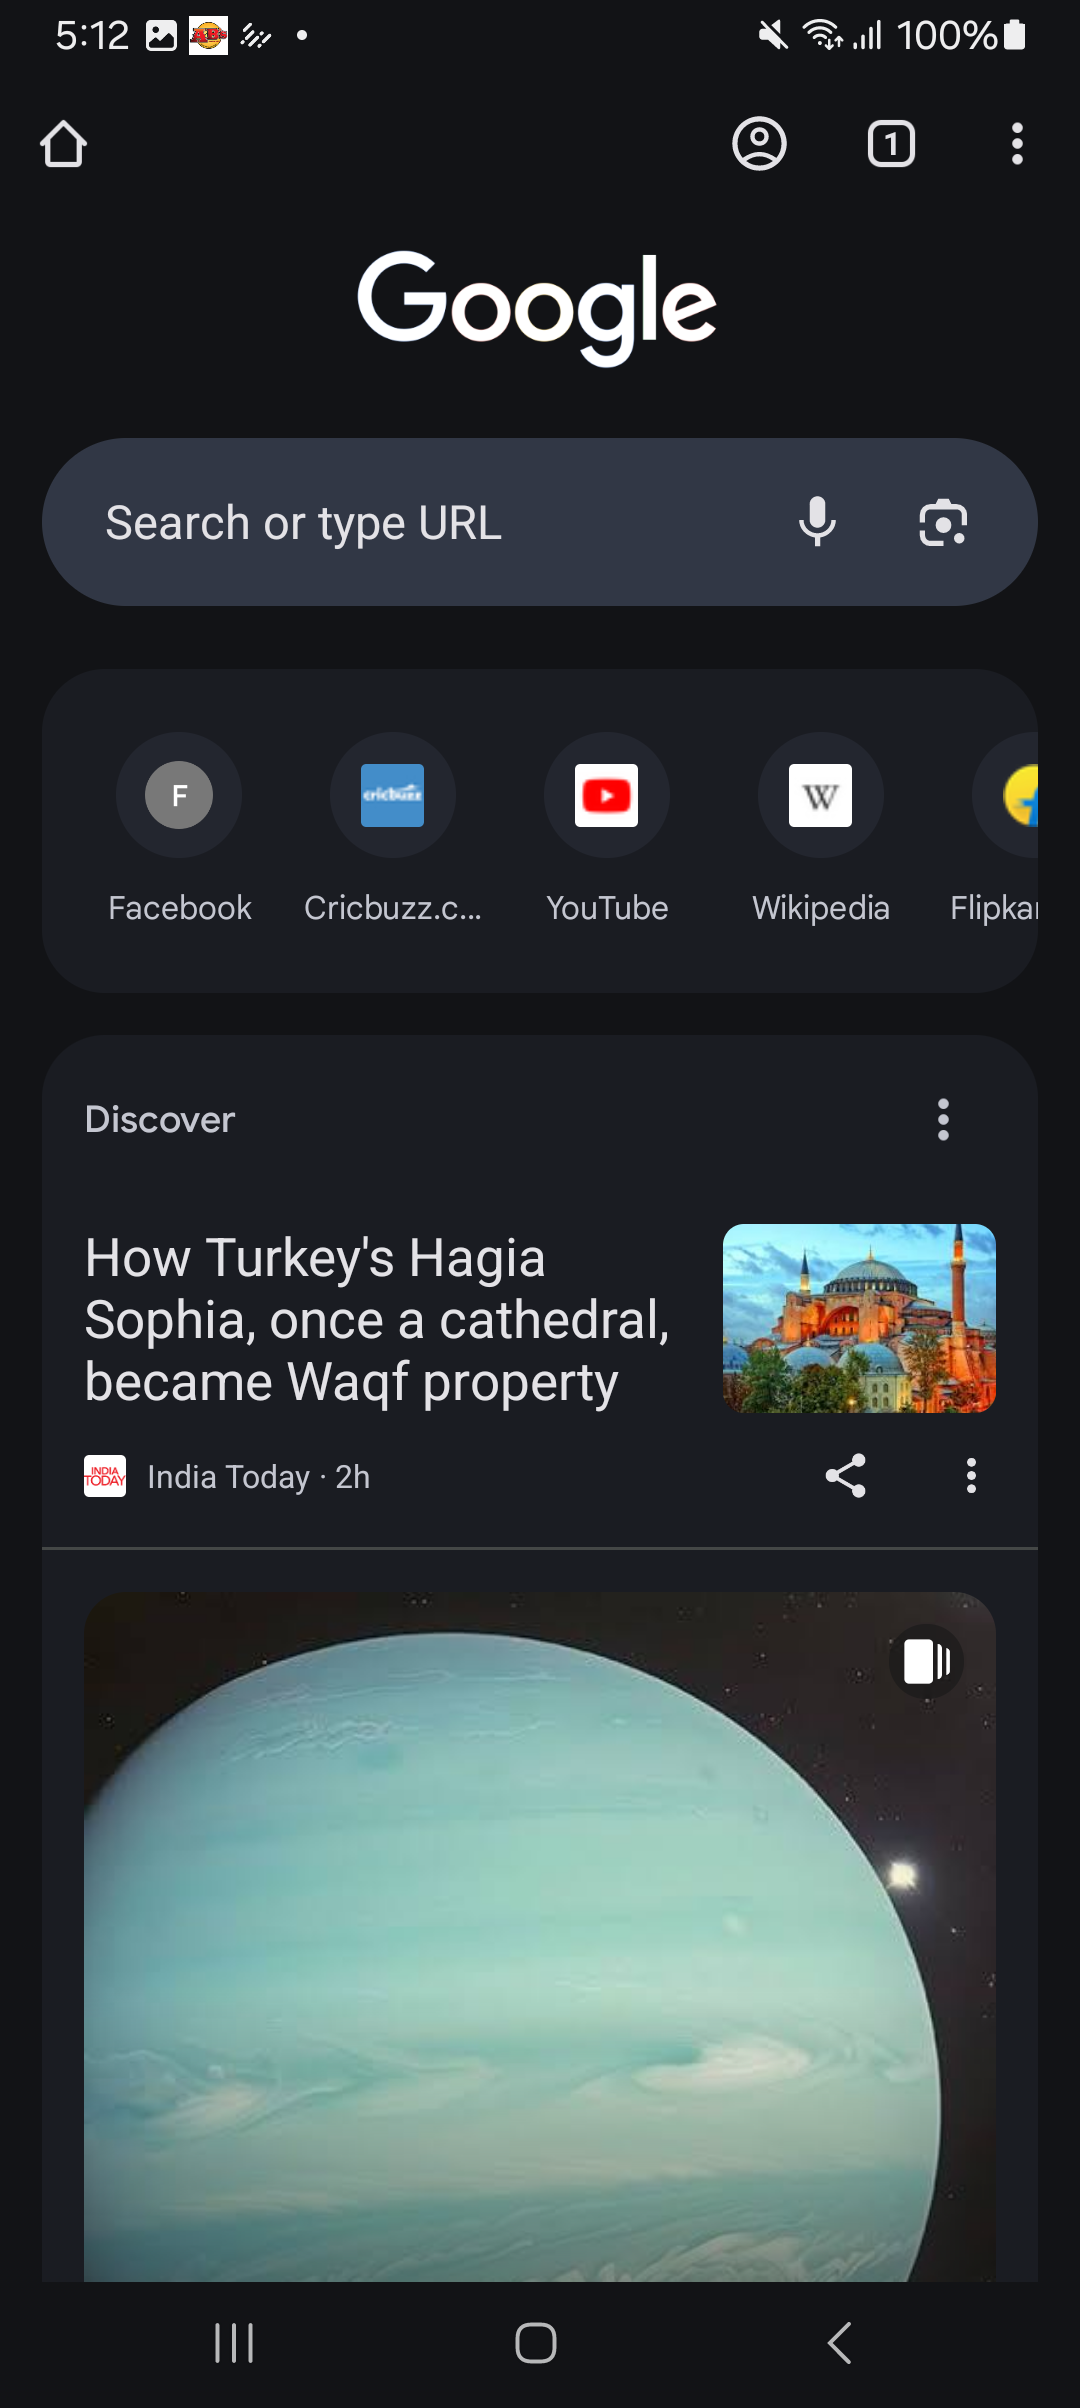 5:12
100%
1
Google
Search or type URL
F
cricbuzz
W
Facebook
Cricbuzz.c...
YouTube
Wikipedia
Flipkar
Discover
How Turkey's Hagia
Sophia, once a cathedral,
became Waqf property
INDIA
TODAY
India Today · 2h